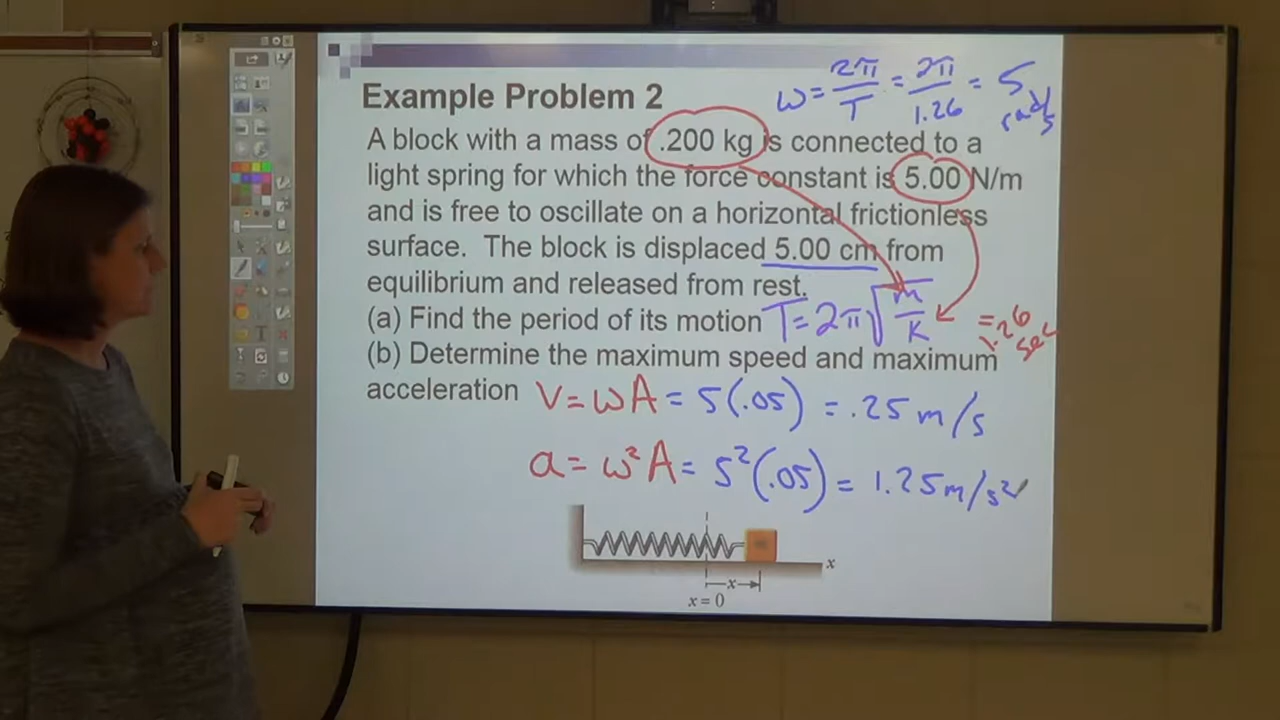 ω = 2π/T = 2π/1.26 = 5 rad/s
Example Problem 2
A block with a mass of .200 kg is connected to a
light spring for which the force constant is 5.00 N/m
and is free to oscillate on a horizontal frictionless
surface. The block is displaced 5.00 cm from
equilibrium and released from rest.
(a) Find the period of its motion T = 2π√m/K = 1.26 sec
(b) Determine the maximum speed and maximum
acceleration V = ωA = 5(.05) = .25 m/s
a = ω²A = 5²(.05) = 1.25 m/s²
x
x
x = 0